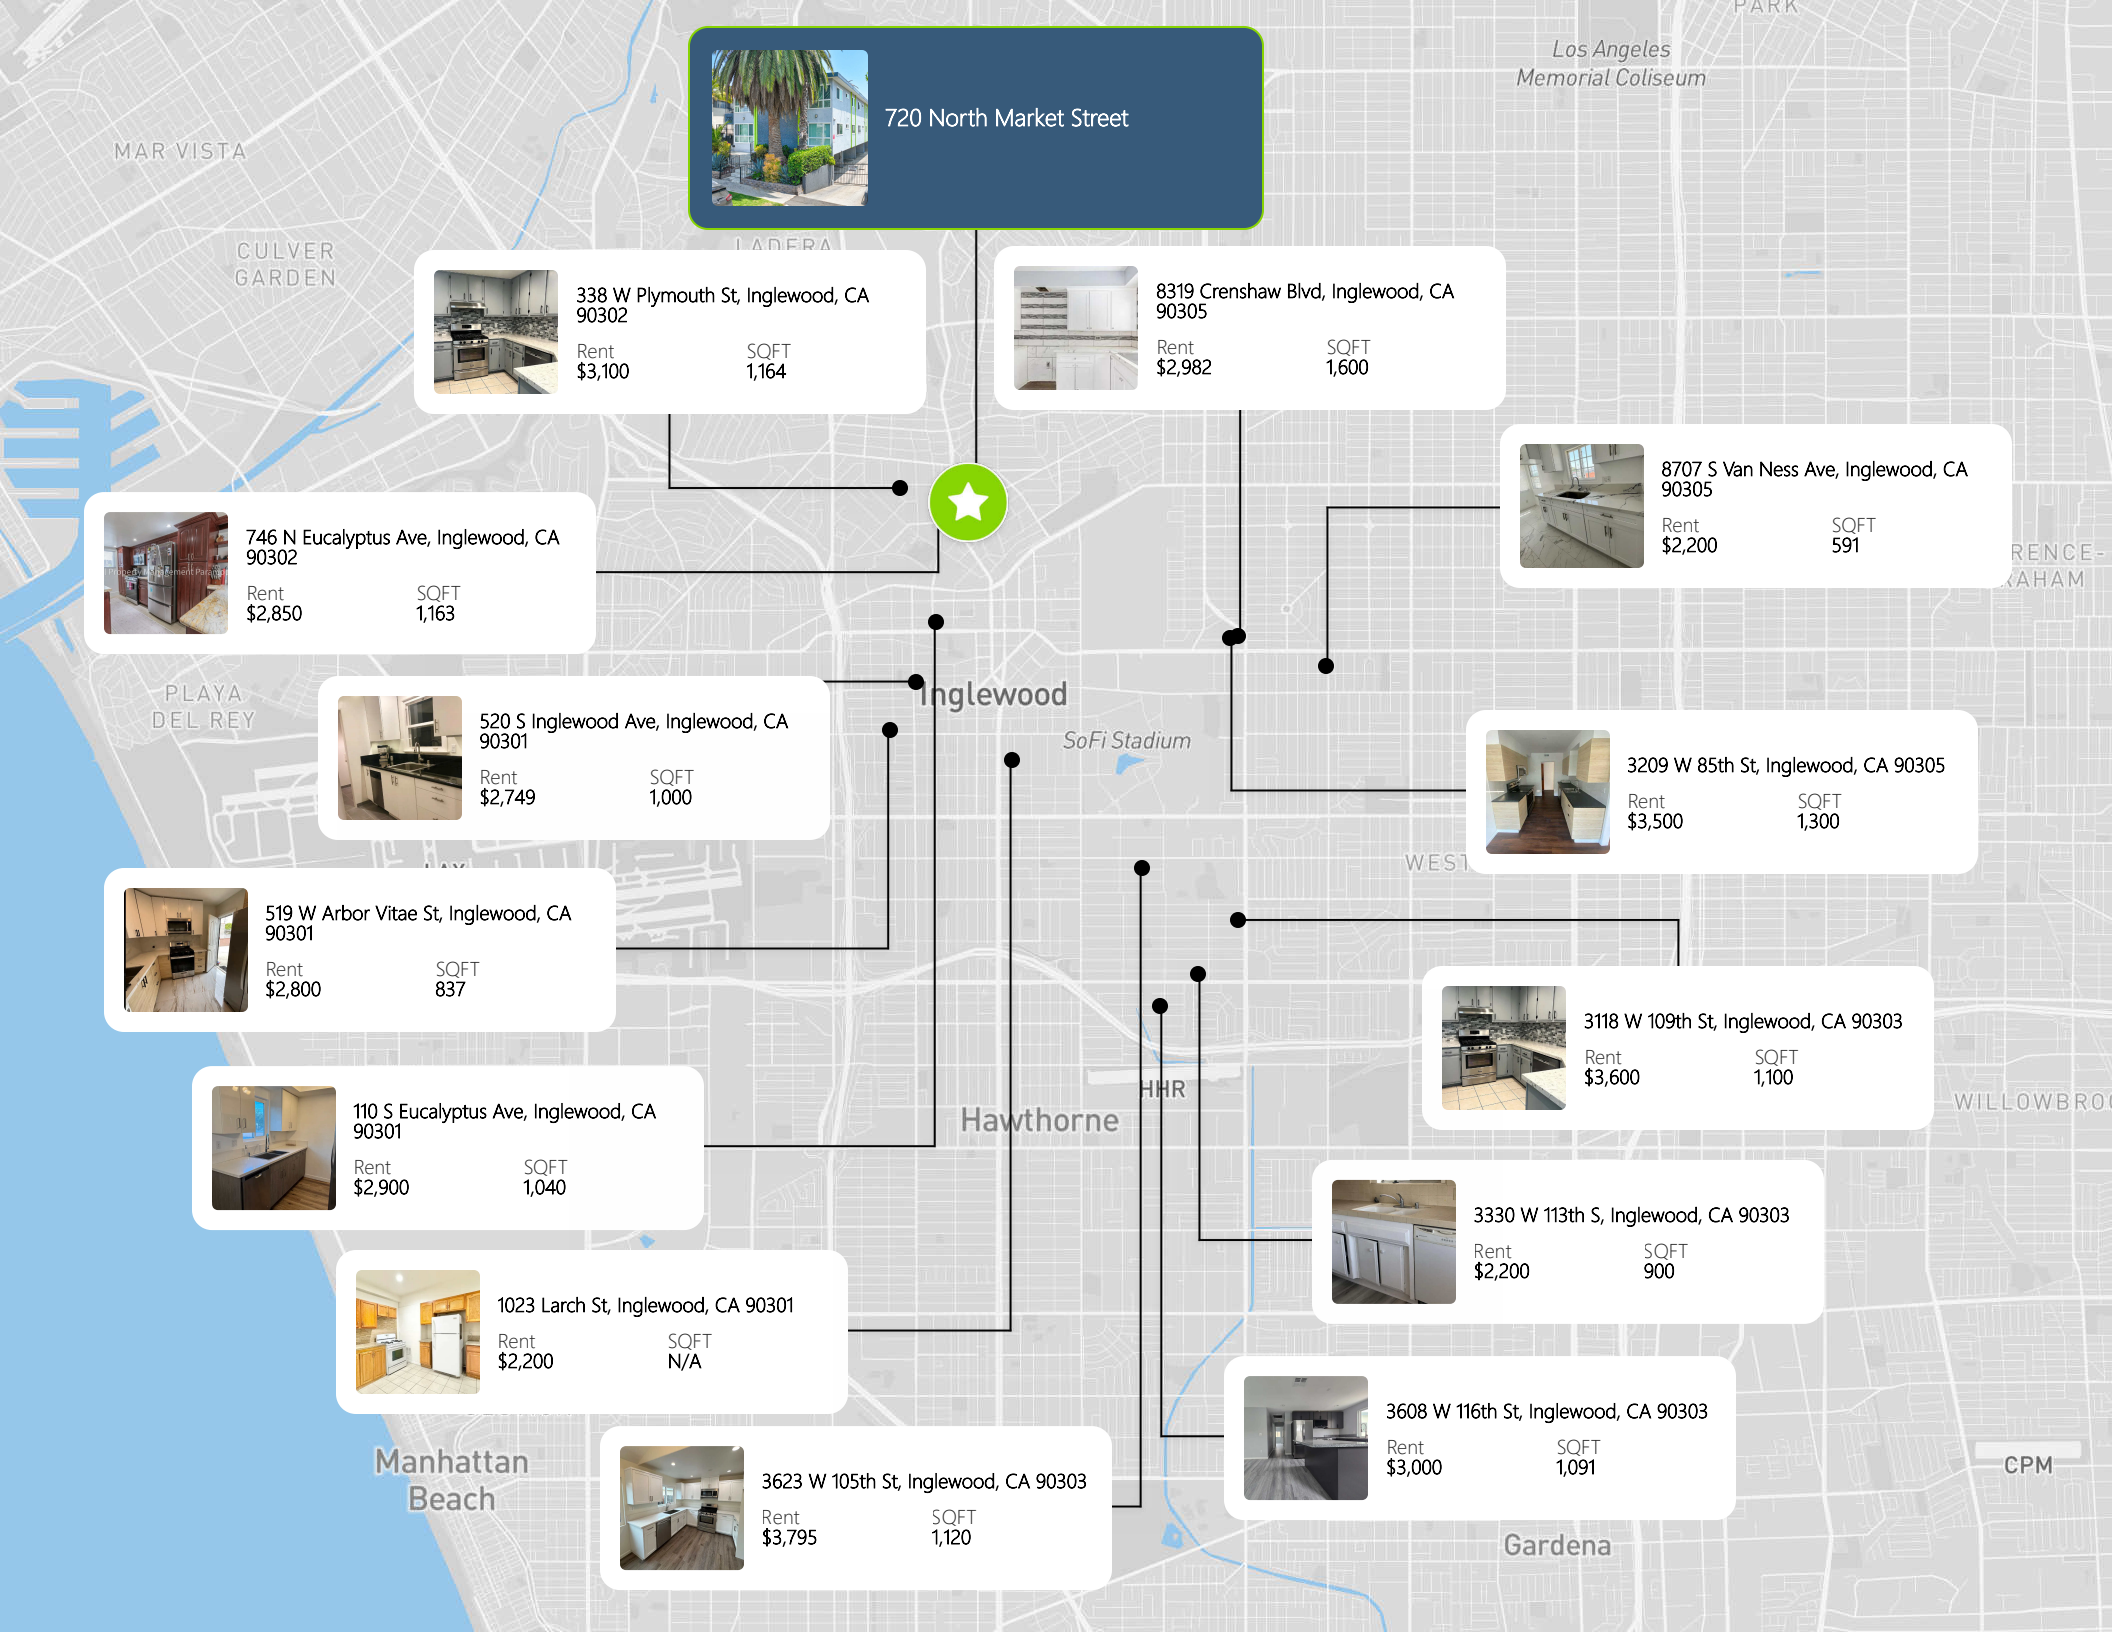 PARK
Los Angeles
Memorial Coliseum
720 North Market Street
MAR VISTA
CULVER
GARDEN
LADERA
338 W Plymouth St, Inglewood, CA
90302
Rent
SQFT
$3,100
1,164
8319 Crenshaw Blvd, Inglewood, CA
90305
Rent
SQFT
$2,982
1,600
8707 S Van Ness Ave, Inglewood, CA
90305
Rent
SQFT
$2,200
591
746 N Eucalyptus Ave, Inglewood, CA
90302
Rent
SQFT
$2,850
1,163
Property Management
PLAYA
DEL REY
Inglewood
SoFi Stadium
520 S Inglewood Ave, Inglewood, CA
90301
Rent
SQFT
$2,749
1,000
3209 W 85th St, Inglewood, CA 90305
Rent
SQFT
$3,500
1,300
WEST
LAX
519 W Arbor Vitae St, Inglewood, CA
90301
Rent
SQFT
$2,800
837
3118 W 109th St, Inglewood, CA 90303
Rent
SQFT
$3,600
1,100
HHR
Hawthorne
110 S Eucalyptus Ave, Inglewood, CA
90301
Rent
SQFT
$2,900
1,040
WILLOWBROO
3330 W 113th S, Inglewood, CA 90303
Rent
SQFT
$2,200
900
1023 Larch St, Inglewood, CA 90301
Rent
SQFT
$2,200
N/A
3608 W 116th St, Inglewood, CA 90303
Rent
SQFT
$3,000
1,091
Manhattan
Beach
3623 W 105th St, Inglewood, CA 90303
Rent
SQFT
$3,795
1,120
CPM
Gardena